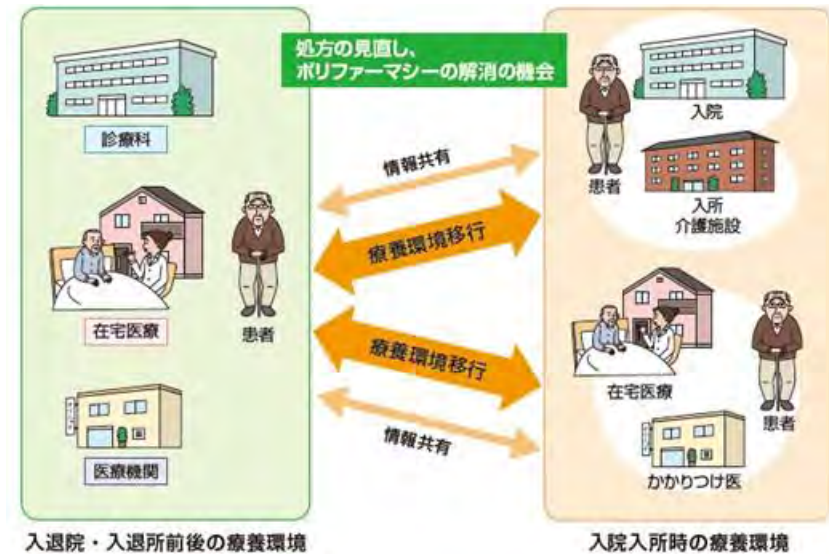 処方の見直し、
ポリファーマシーの解消の機会
診療科
在宅医療
患者
医療機関
入退院・入退所前後の療養環境
情報共有
療養環境移行
療養環境移行
情報共有
入院
患者
入所
介護施設
在宅医療
患者
かかりつけ医
入院入所時の療養環境